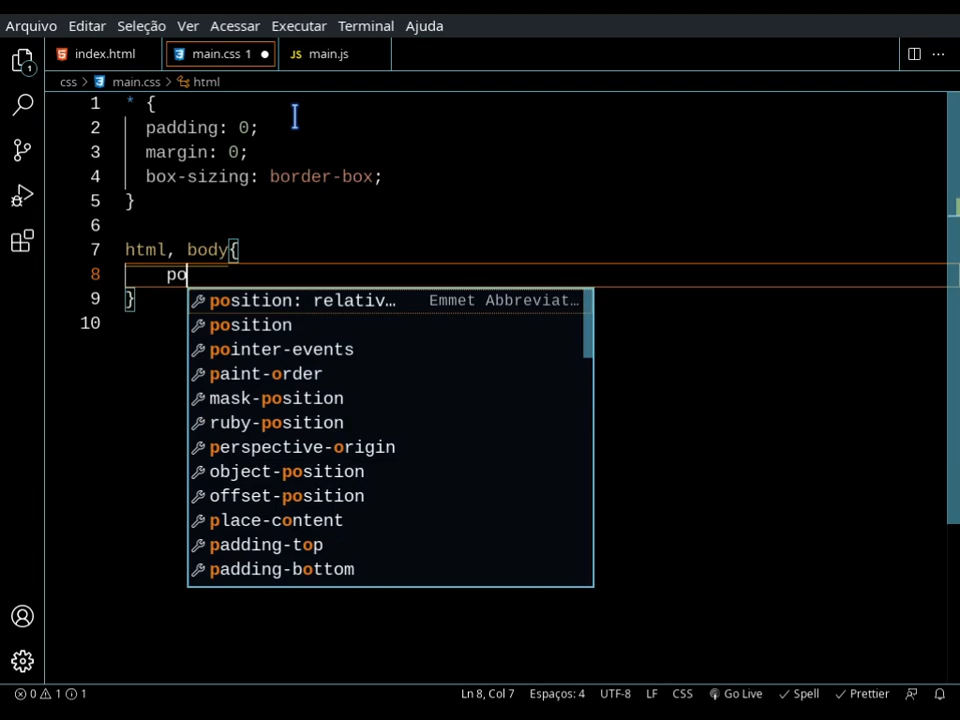 Arquivo Editar Seleção Ver Acessar Executar Terminal Ajuda
index.html main.css 1 JS main.js
css > main.css > html
1 * {
2 padding: 0;
3 margin: 0;
4 box-sizing: border-box;
5 }
6
7 html, body{
8 po
9 }
10
position: relativ… Emmet Abbreviat…
position
pointer-events
paint-order
mask-position
ruby-position
perspective-origin
object-position
offset-position
place-content
padding-top
padding-bottom
0 1 1 Ln 8, Col 7 Espaços: 4 UTF-8 LF CSS Go Live Spell Prettier